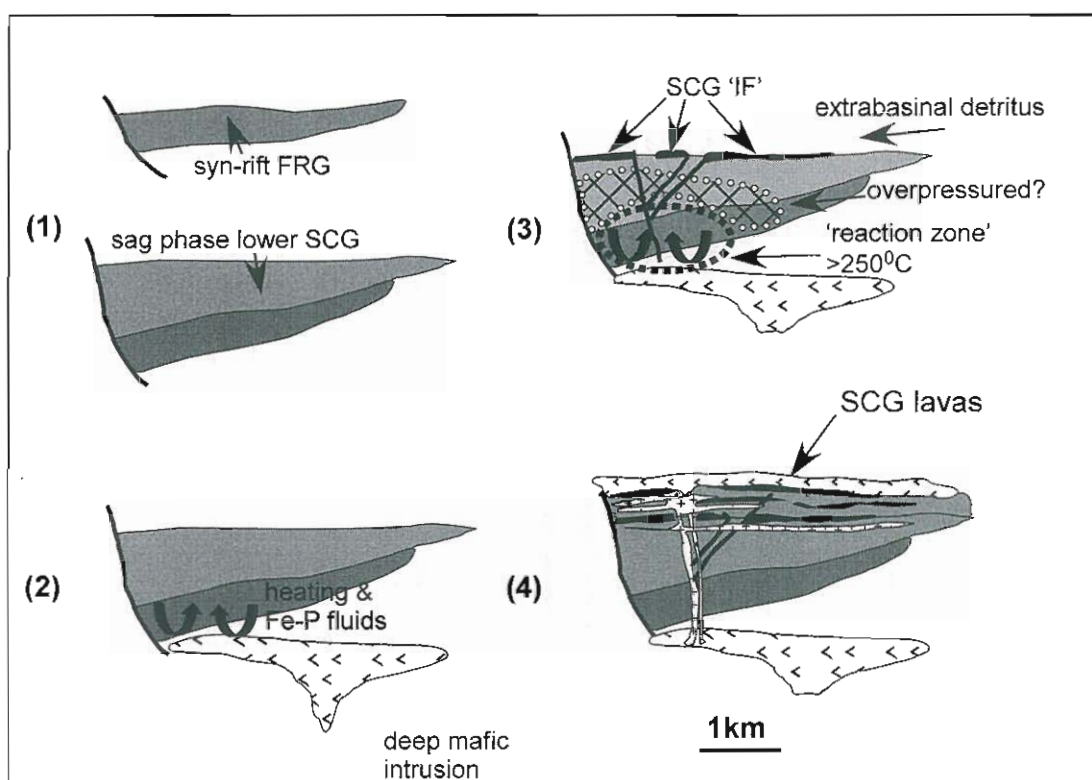 syn-rift FRG
(1)
sag phase lower SCG
(2)
heating &
Fe-P fluids
deep mafic
intrusion
SCG 'IF'
extrabasinal detritus
overpressured?
(3)
'reaction zone'
>250⁰C
SCG lavas
(4)
1km